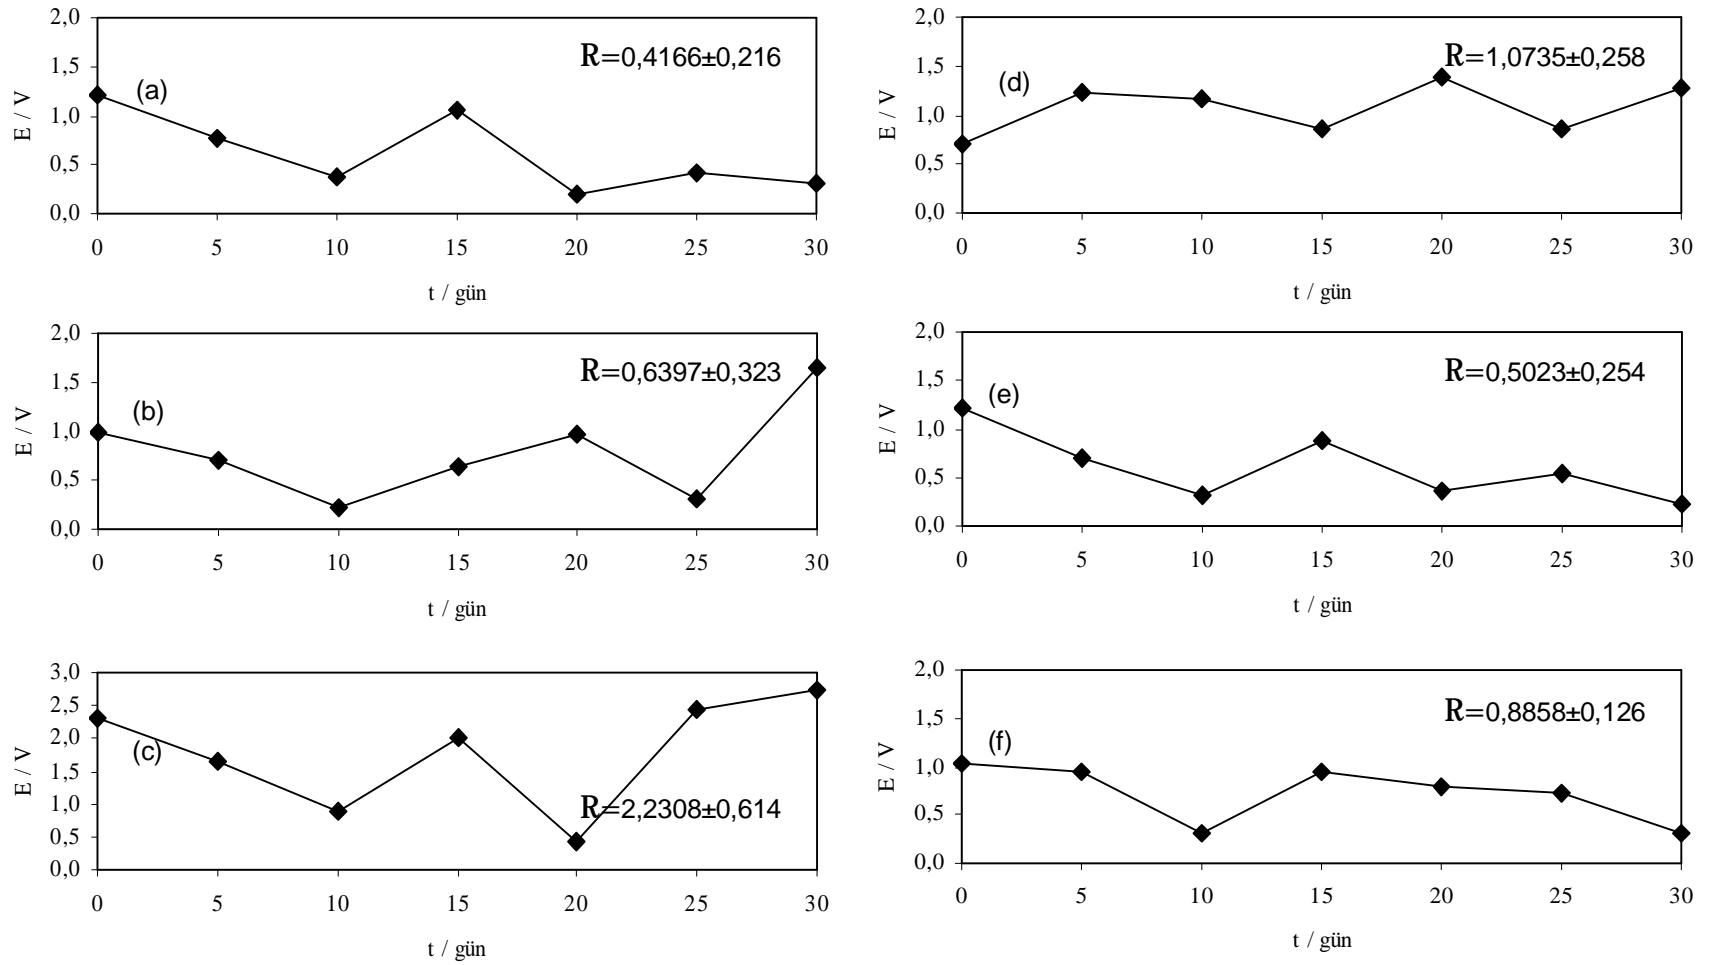 2,0
1,5
1,0
0,5
0,0
E / V
(a)
R=0,4166±0,216
0 5 10 15 20 25 30
t / gün
2,0
1,5
1,0
0,5
0,0
E / V
(b)
R=0,6397±0,323
0 5 10 15 20 25 30
t / gün
3,0
2,5
2,0
1,5
1,0
0,5
0,0
E / V
(c)
R=2,2308±0,614
0 5 10 15 20 25 30
t / gün
2,0
1,5
1,0
0,5
0,0
E / V
(d)
R=1,0735±0,258
0 5 10 15 20 25 30
t / gün
2,0
1,5
1,0
0,5
0,0
E / V
(e)
R=0,5023±0,254
0 5 10 15 20 25 30
t / gün
2,0
1,5
1,0
0,5
0,0
E / V
(f)
R=0,8858±0,126
0 5 10 15 20 25 30
t / gün